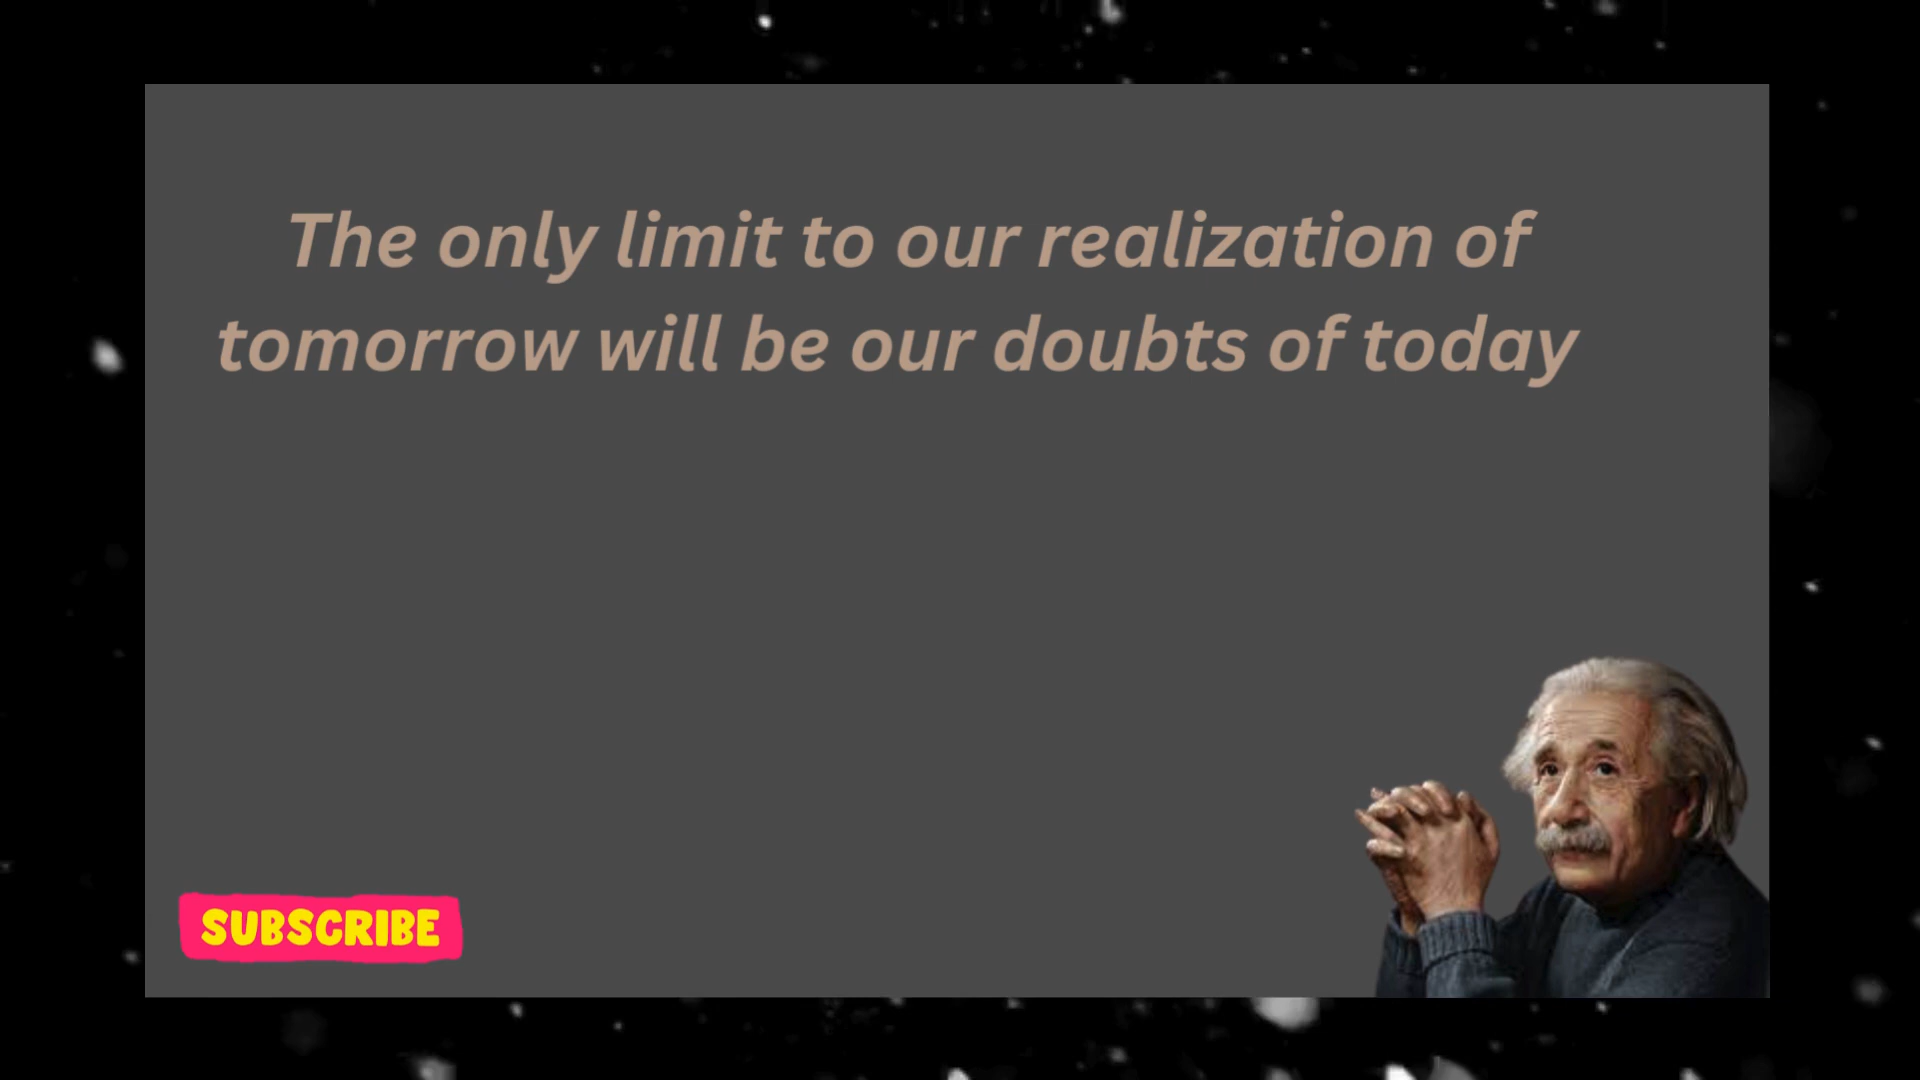 The only limit to our realization of
tomorrow will be our doubts of today
SUBSCRIBE